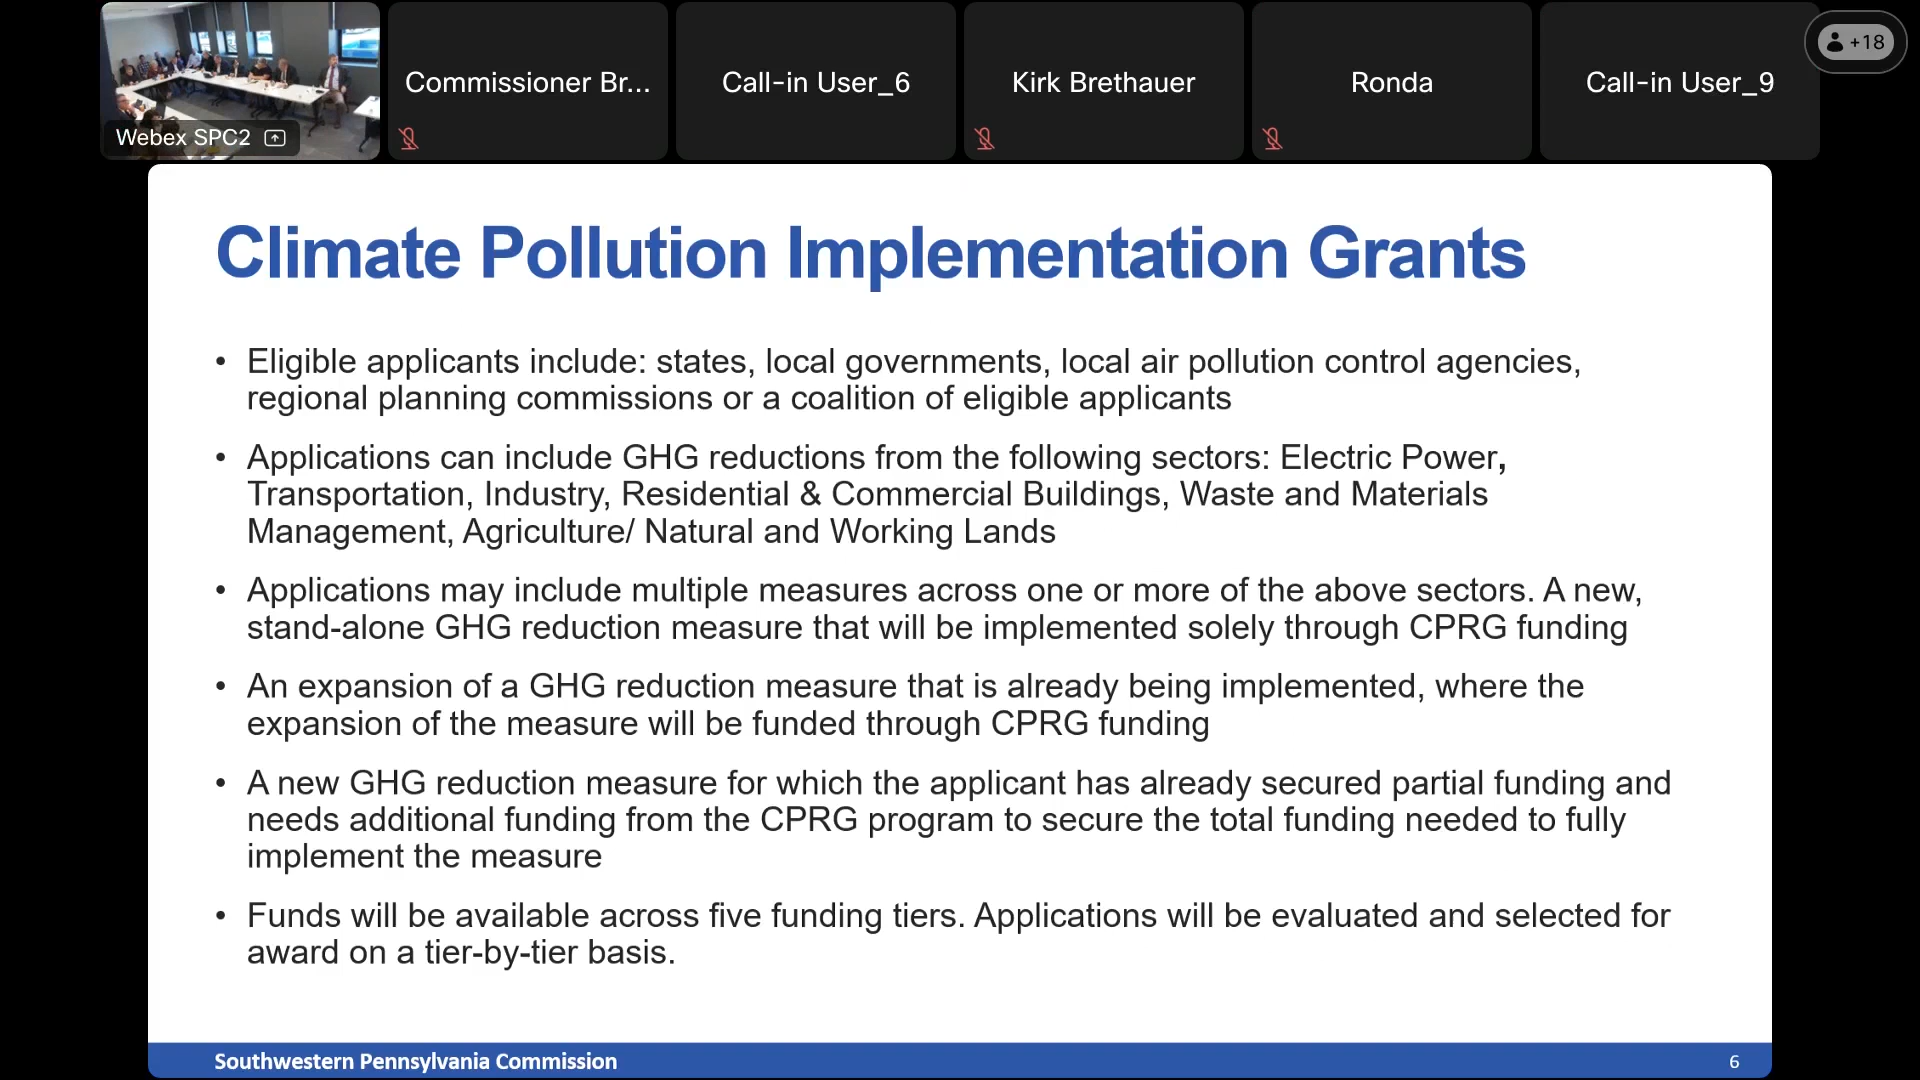 Webex SPC2
Commissioner Br...
Call-in User_6
Kirk Brethauer
Ronda
Call-in User_9
+18
Climate Pollution Implementation Grants
• Eligible applicants include: states, local governments, local air pollution control agencies,
regional planning commissions or a coalition of eligible applicants
• Applications can include GHG reductions from the following sectors: Electric Power,
Transportation, Industry, Residential & Commercial Buildings, Waste and Materials
Management, Agriculture/ Natural and Working Lands
• Applications may include multiple measures across one or more of the above sectors. A new,
stand-alone GHG reduction measure that will be implemented solely through CPRG funding
• An expansion of a GHG reduction measure that is already being implemented, where the
expansion of the measure will be funded through CPRG funding
• A new GHG reduction measure for which the applicant has already secured partial funding and
needs additional funding from the CPRG program to secure the total funding needed to fully
implement the measure
• Funds will be available across five funding tiers. Applications will be evaluated and selected for
award on a tier-by-tier basis.
Southwestern Pennsylvania Commission
6